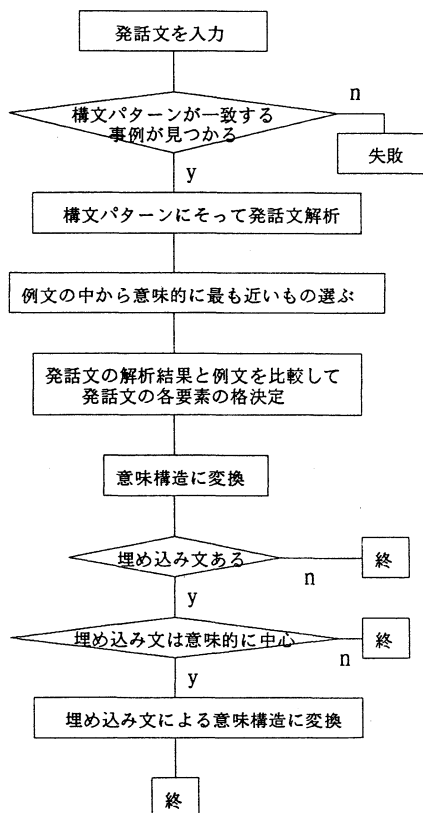 発話文を入力
構文パターンが一致する
事例が見つかる
n
失敗
y
構文パターンにそって発話文解析
例文の中から意味的に最も近いもの選ぶ
発話文の解析結果と例文を比較して
発話文の各要素の格決定
意味構造に変換
埋め込み文ある
n
終
y
埋め込み文は意味的に中心
n
終
y
埋め込み文による意味構造に変換
終